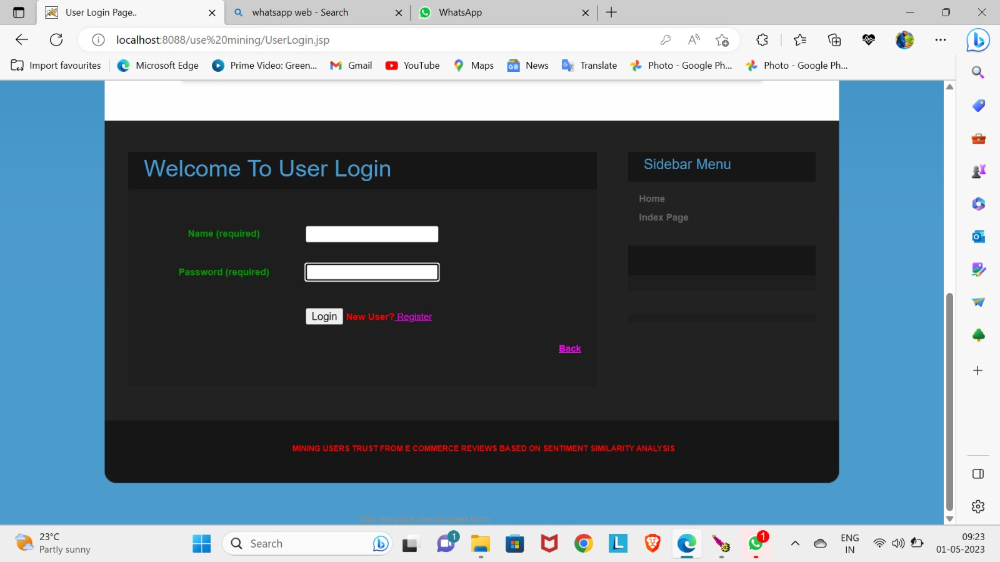 User Login Page..
whatsapp web - Search
WhatsApp
localhost:8088/use%20mining/UserLogin.jsp
Import favourites
Microsoft Edge
Prime Video: Green...
Gmail
YouTube
Maps
News
Translate
Photo - Google Ph...
Photo - Google Ph...
Welcome To User Login
Sidebar Menu
Home
Index Page
Name (required)
Password (required)
Login New User? Register
Back
MINING USERS TRUST FROM E COMMERCE REVIEWS BASED ON SENTIMENT SIMILARITY ANALYSIS
This template downloaded form
23°C
Partly sunny
Search
1
L
1
ENG
IN
09:23
01-05-2023